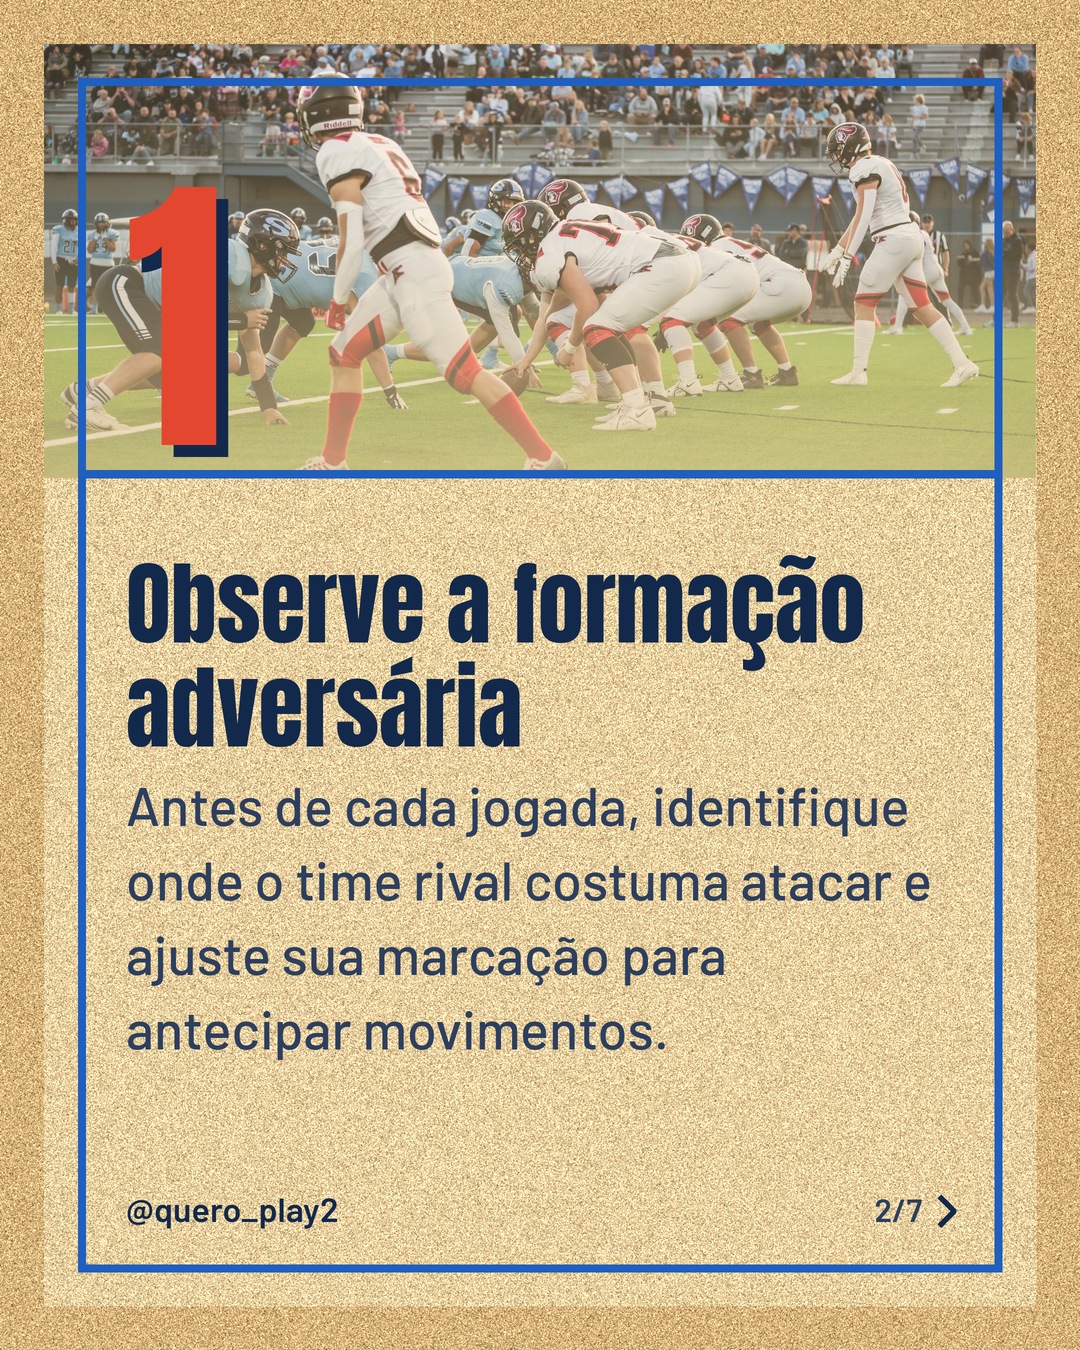 Riddell
1
Observe a formação
adversária
Antes de cada jogada, identifique
onde o time rival costuma atacar e
ajuste sua marcação para
antecipar movimentos.
@quero_play2
2/7